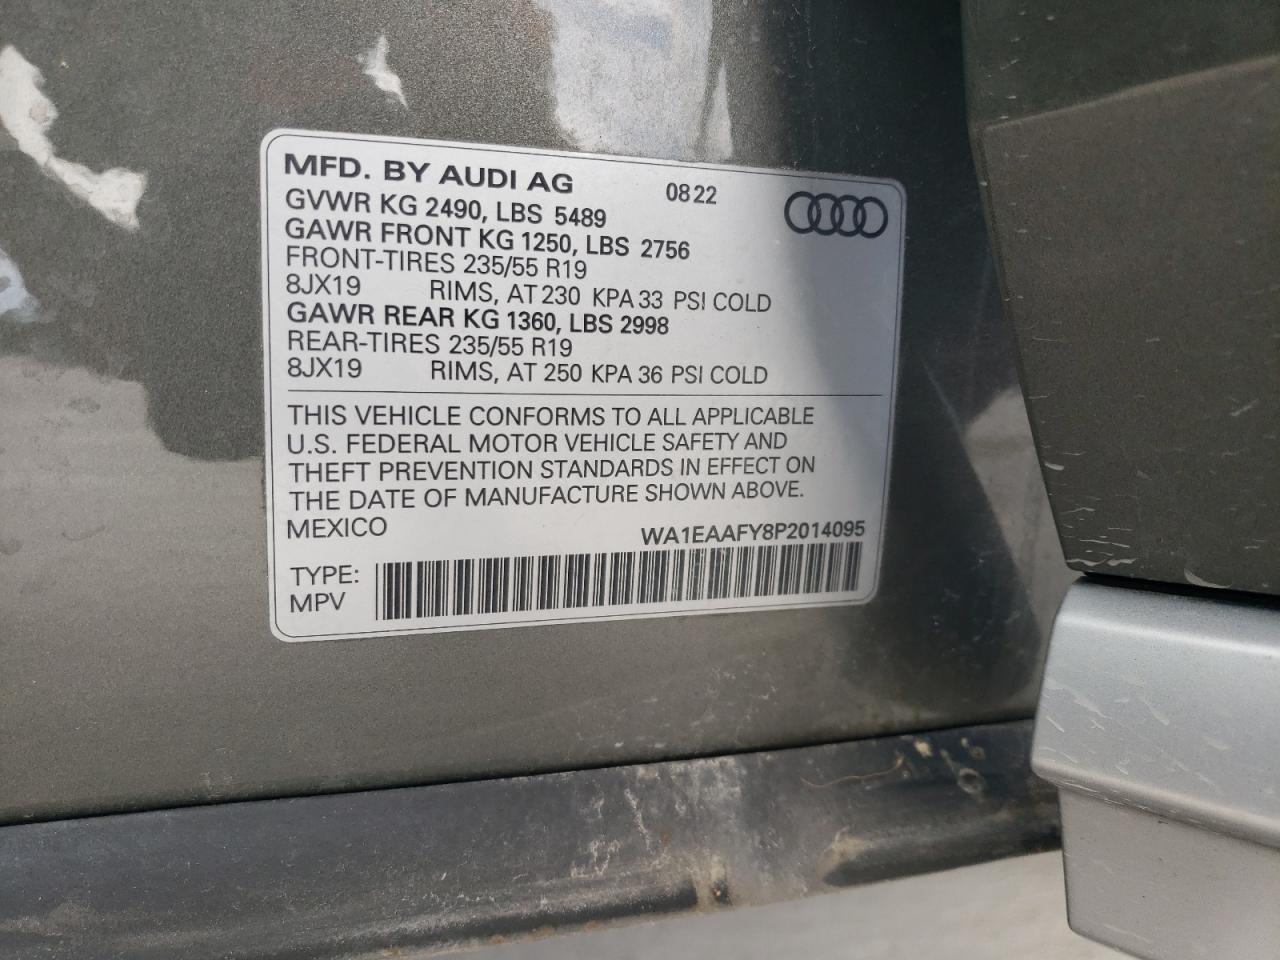 MFD. BY AUDI AG 08 22
GVWR KG 2490, LBS 5489
GAWR FRONT KG 1250, LBS 2756
FRONT-TIRES 235/55 R19
8JX19 RIMS, AT 230 KPA 33 PSI COLD
GAWR REAR KG 1360, LBS 2998
REAR-TIRES 235/55 R19
8JX19 RIMS, AT 250 KPA 36 PSI COLD
THIS VEHICLE CONFORMS TO ALL APPLICABLE
U.S. FEDERAL MOTOR VEHICLE SAFETY AND
THEFT PREVENTION STANDARDS IN EFFECT ON
THE DATE OF MANUFACTURE SHOWN ABOVE.
MEXICO WA1EAAFY8P2014095
TYPE:
MPV